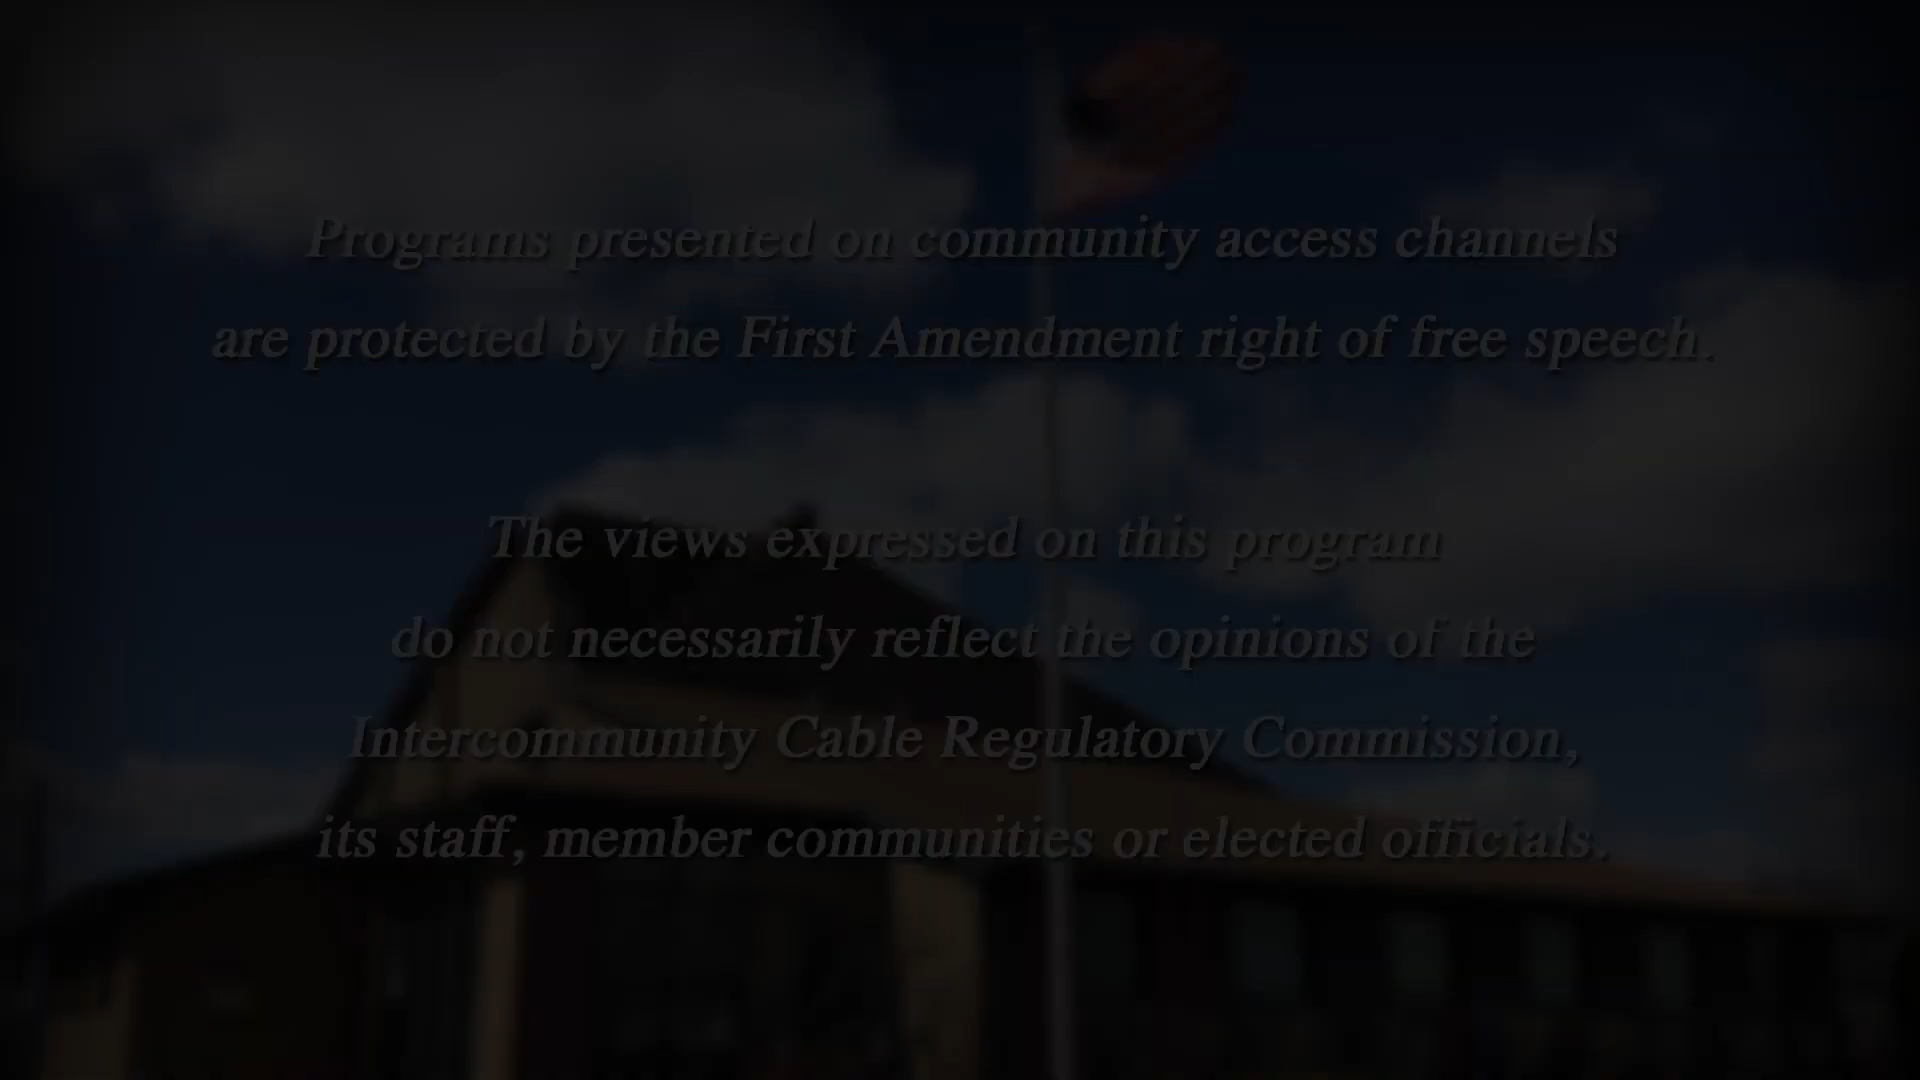 Programs presented on community access channels
are protected by the First Amendment right of free speech.
The views expressed on this program
do not necessarily reflect the opinions of the
Intercommunity Cable Regulatory Commission,
its staff, member communities or elected officials.